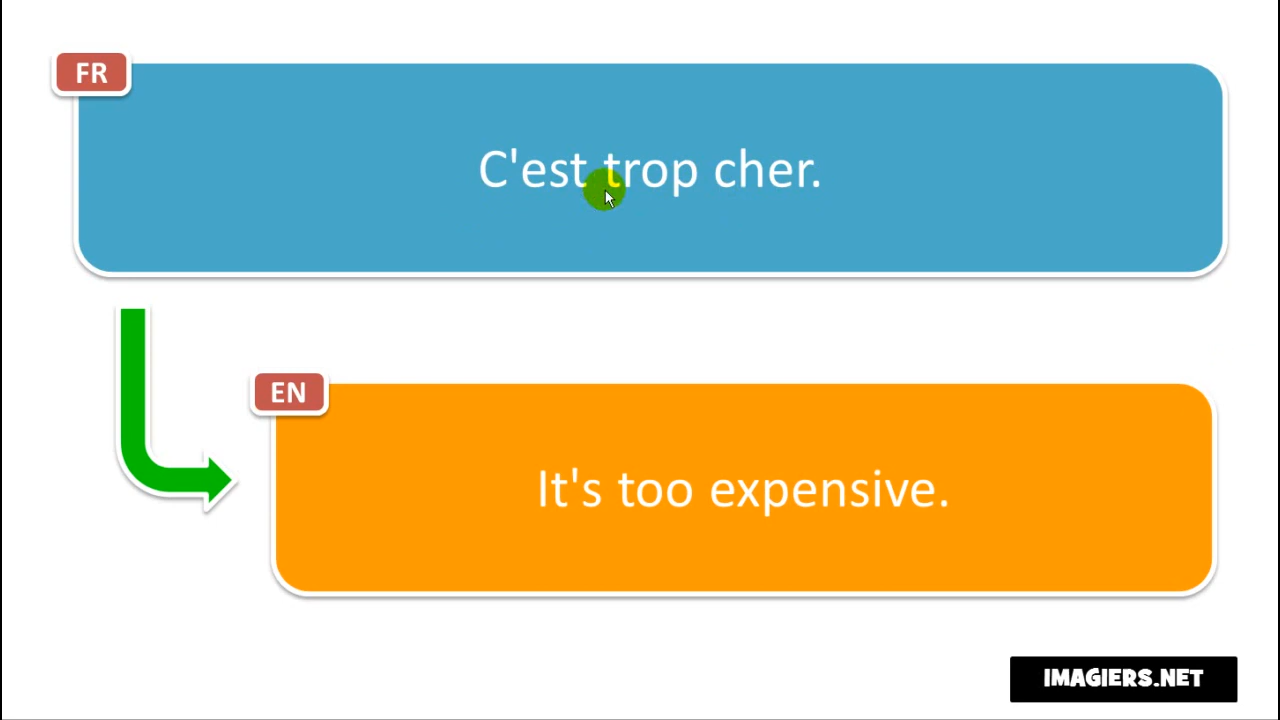 FR
C'est trop cher.
EN
It's too expensive.
IMAGIERS.NET